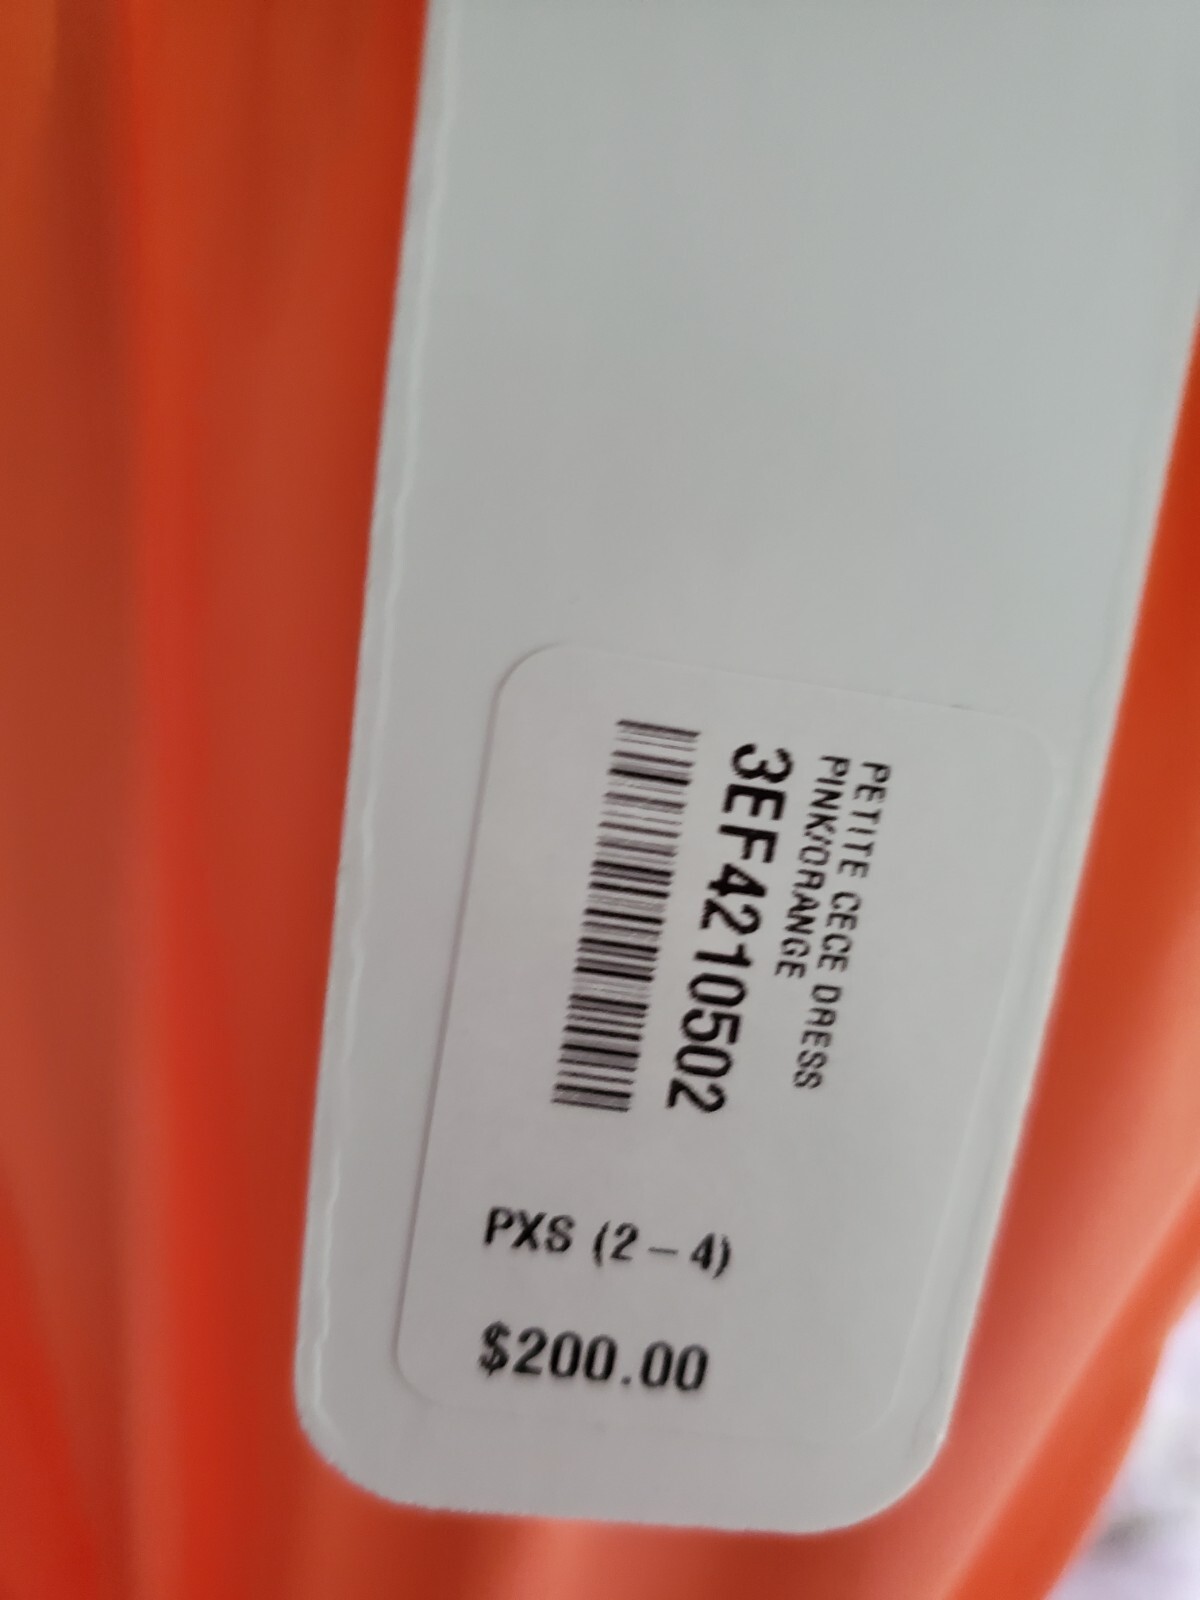 PETITE CECE DRESS
PINK/ORANGE
3EF4210502
PXS (2-4)
$200.00